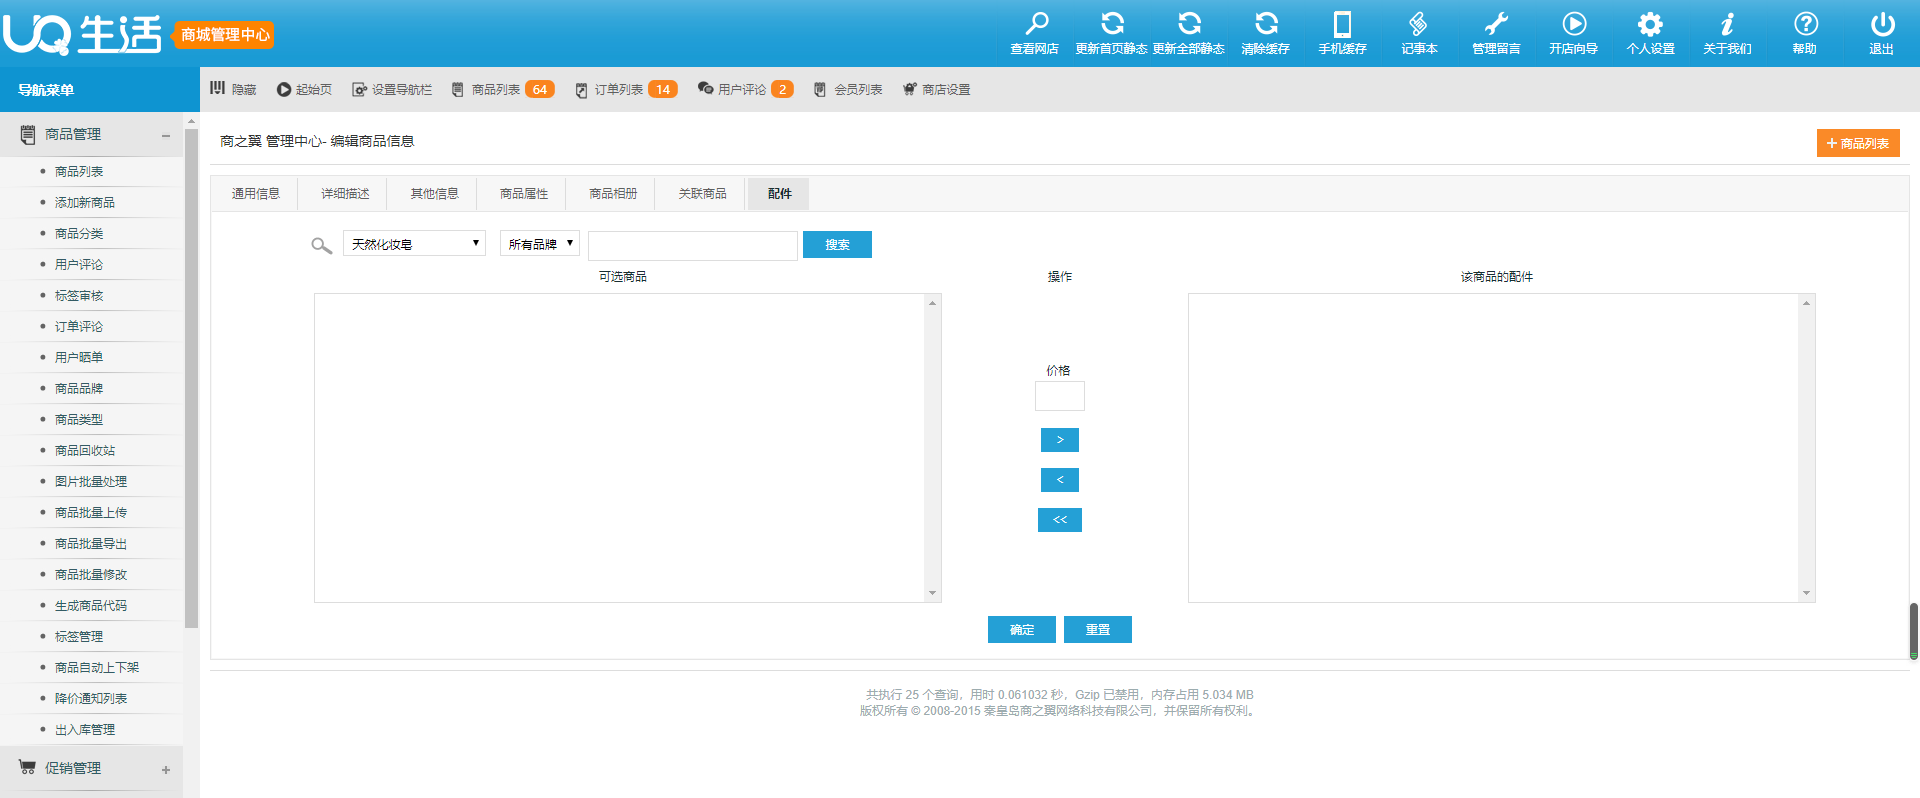 UQ生活 商城管理中心
查看网店 更新首页静态 更新全部静态 清除缓存 手机缓存 记事本 管理留言 开店向导 个人设置 关于我们 帮助 退出
导航菜单
隐藏 起始页 设置导航栏 商品列表 64 订单列表 14 用户评论 2 会员列表 商店设置
商品管理
商品列表
添加新商品
商品分类
用户评论
标签审核
订单评论
用户晒单
商品品牌
商品类型
商品回收站
图片批量处理
商品批量上传
商品批量导出
商品批量修改
生成商品代码
标签管理
商品自动上下架
降价通知列表
出入库管理
促销管理
商之翼 管理中心- 编辑商品信息
+ 商品列表
通用信息 详细描述 其他信息 商品属性 商品相册 关联商品 配件
天然化妆皂 所有品牌 搜索
可选商品 操作 该商品的配件
价格
>
<
<<
确定 重置
共执行 25 个查询，用时 0.061032 秒，Gzip 已禁用，内存占用 5.034 MB
版权所有 © 2008-2015 秦皇岛商之翼网络科技有限公司，并保留所有权利。